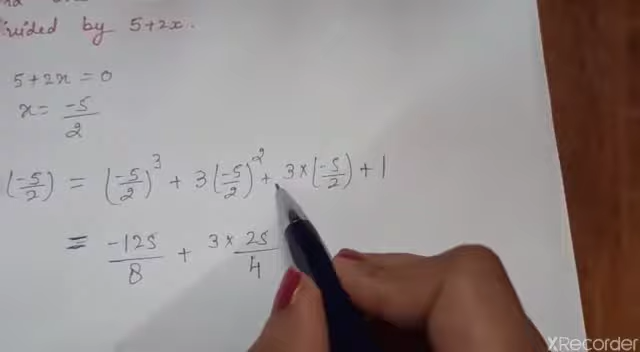 divided by 5+2x.
5+2x = 0
x = -5/2
(-5/2) = (-5/2)^3 + 3(-5/2)^2 + 3×(-5/2) + 1
= -125/8 + 3 × 25/4
XRecorder